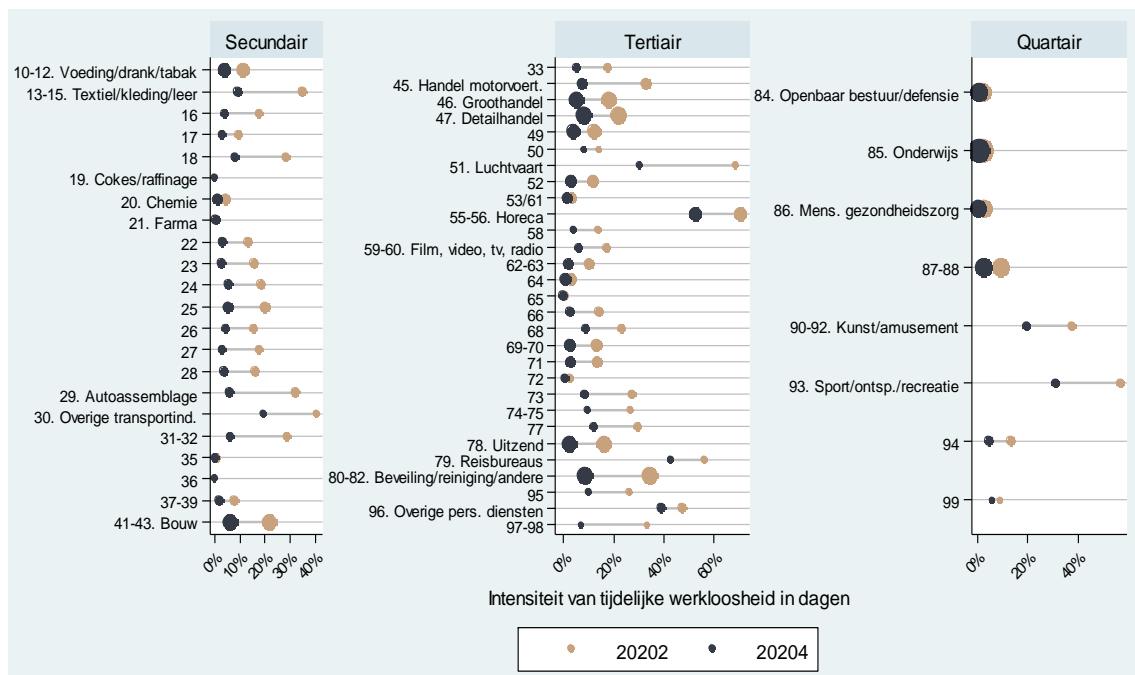 Secundair
10-12. Voeding/drank/tabak
13-15. Textiel/kleding/leer
16
17
18
19. Cokes/raffinage
20. Chemie
21. Farma
22
23
24
25
26
27
28
29. Autoassemblage
30. Overige transportind.
31-32
35
36
37-39
41-43. Bouw
0% 10% 20% 30% 40%
Tertiair
33
45. Handel motorvoert.
46. Groothandel
47. Detailhandel
49
50
51. Luchtvaart
52
53/61
55-56. Horeca
58
59-60. Film, video, tv, radio
62-63
64
65
66
68
69-70
71
72
73
74-75
77
78. Uitzend
79. Reisbureaus
80-82. Beveiling/reiniging/andere
95
96. Overige pers. diensten
97-98
0% 20% 40% 60%
Quartair
84. Openbaar bestuur/defensie
85. Onderwijs
86. Mens. gezondheidszorg
87-88
90-92. Kunst/amusement
93. Sport/ontsp./recreatie
94
99
0% 20% 40%
Intensiteit van tijdelijke werkloosheid in dagen
20202 20204